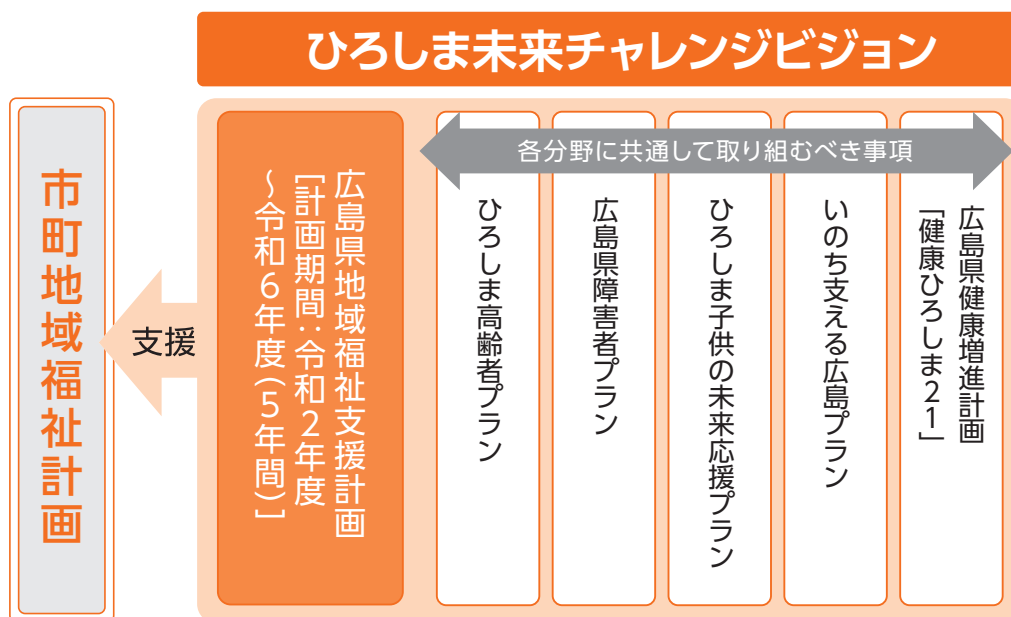 ひろしま未来チャレンジビジョン
各分野に共通して取り組むべき事項
広島県健康増進計画
「健康ひろしま21」
いのち支える広島プラン
ひろしま子供の未来応援プラン
広島県障害者プラン
ひろしま高齢者プラン
広島県地域福祉支援計画
[計画期間:令和2年度
～令和6年度(5年間)]
支援
市町地域福祉計画